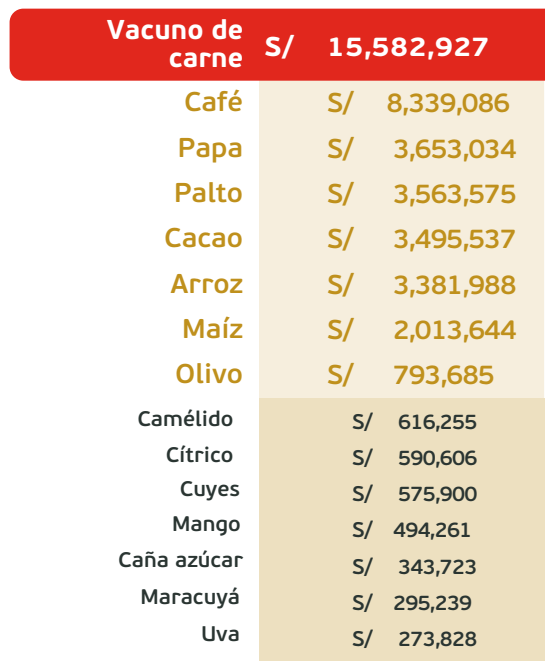 Vacuno de
carne S/ 15,582,927
Café S/ 8,339,086
Papa S/ 3,653,034
Palto S/ 3,563,575
Cacao S/ 3,495,537
Arroz S/ 3,381,988
Maíz S/ 2,013,644
Olivo S/ 793,685
Camélido S/ 616,255
Cítrico S/ 590,606
Cuyes S/ 575,900
Mango S/ 494,261
Caña azúcar S/ 343,723
Maracuyá S/ 295,239
Uva S/ 273,828